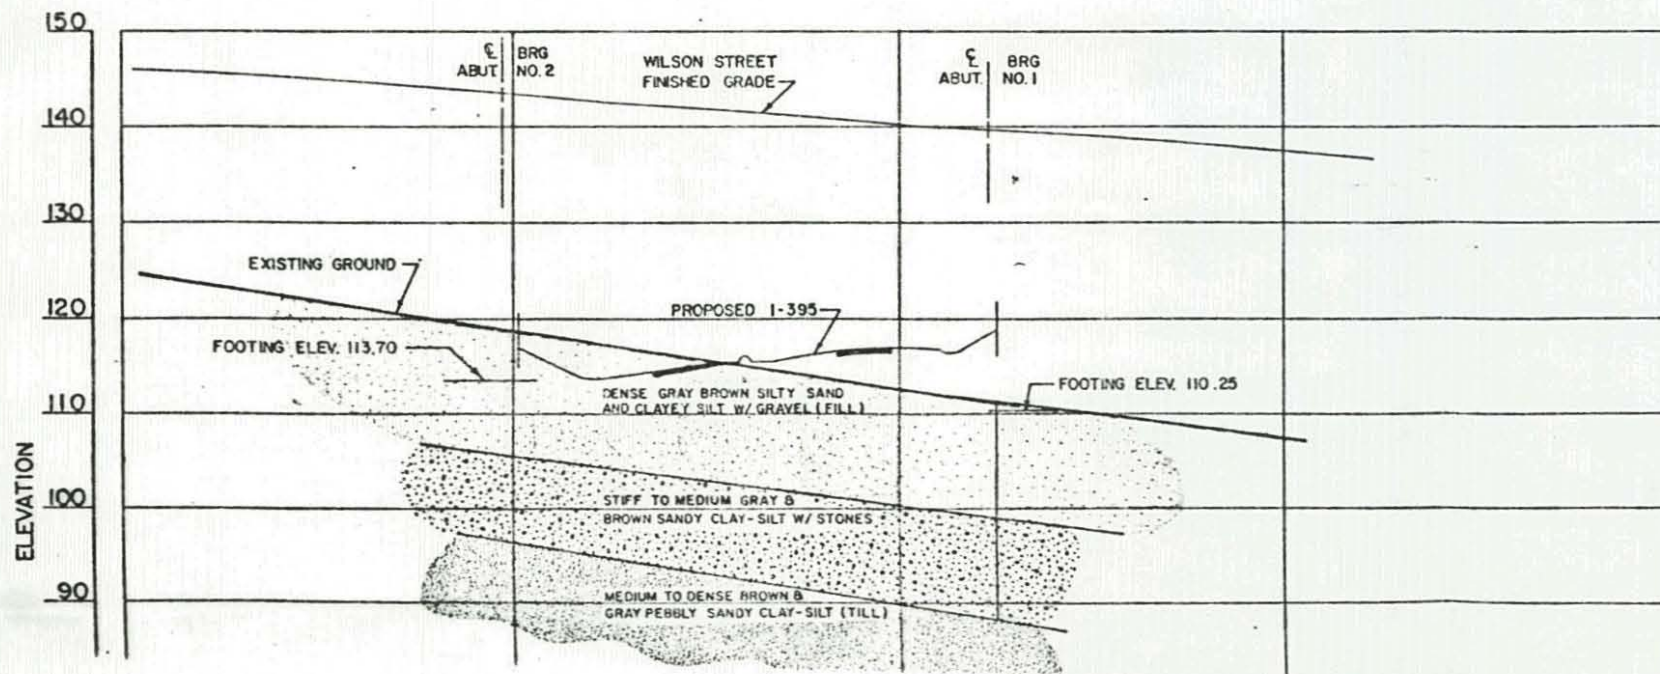 150
140
130
120
110
100
90
ELEVATION
℄ BRG
ABUT. NO. 2
WILSON STREET
FINISHED GRADE
℄ BRG
ABUT. NO. 1
EXISTING GROUND
PROPOSED I-395
FOOTING ELEV. 113.70
FOOTING ELEV. 110.25
DENSE GRAY BROWN SILTY SAND
AND CLAYEY SILT W/ GRAVEL (FILL)
STIFF TO MEDIUM GRAY &
BROWN SANDY CLAY-SILT W/ STONES
MEDIUM TO DENSE BROWN &
GRAY PEBBLY SANDY CLAY-SILT (TILL)